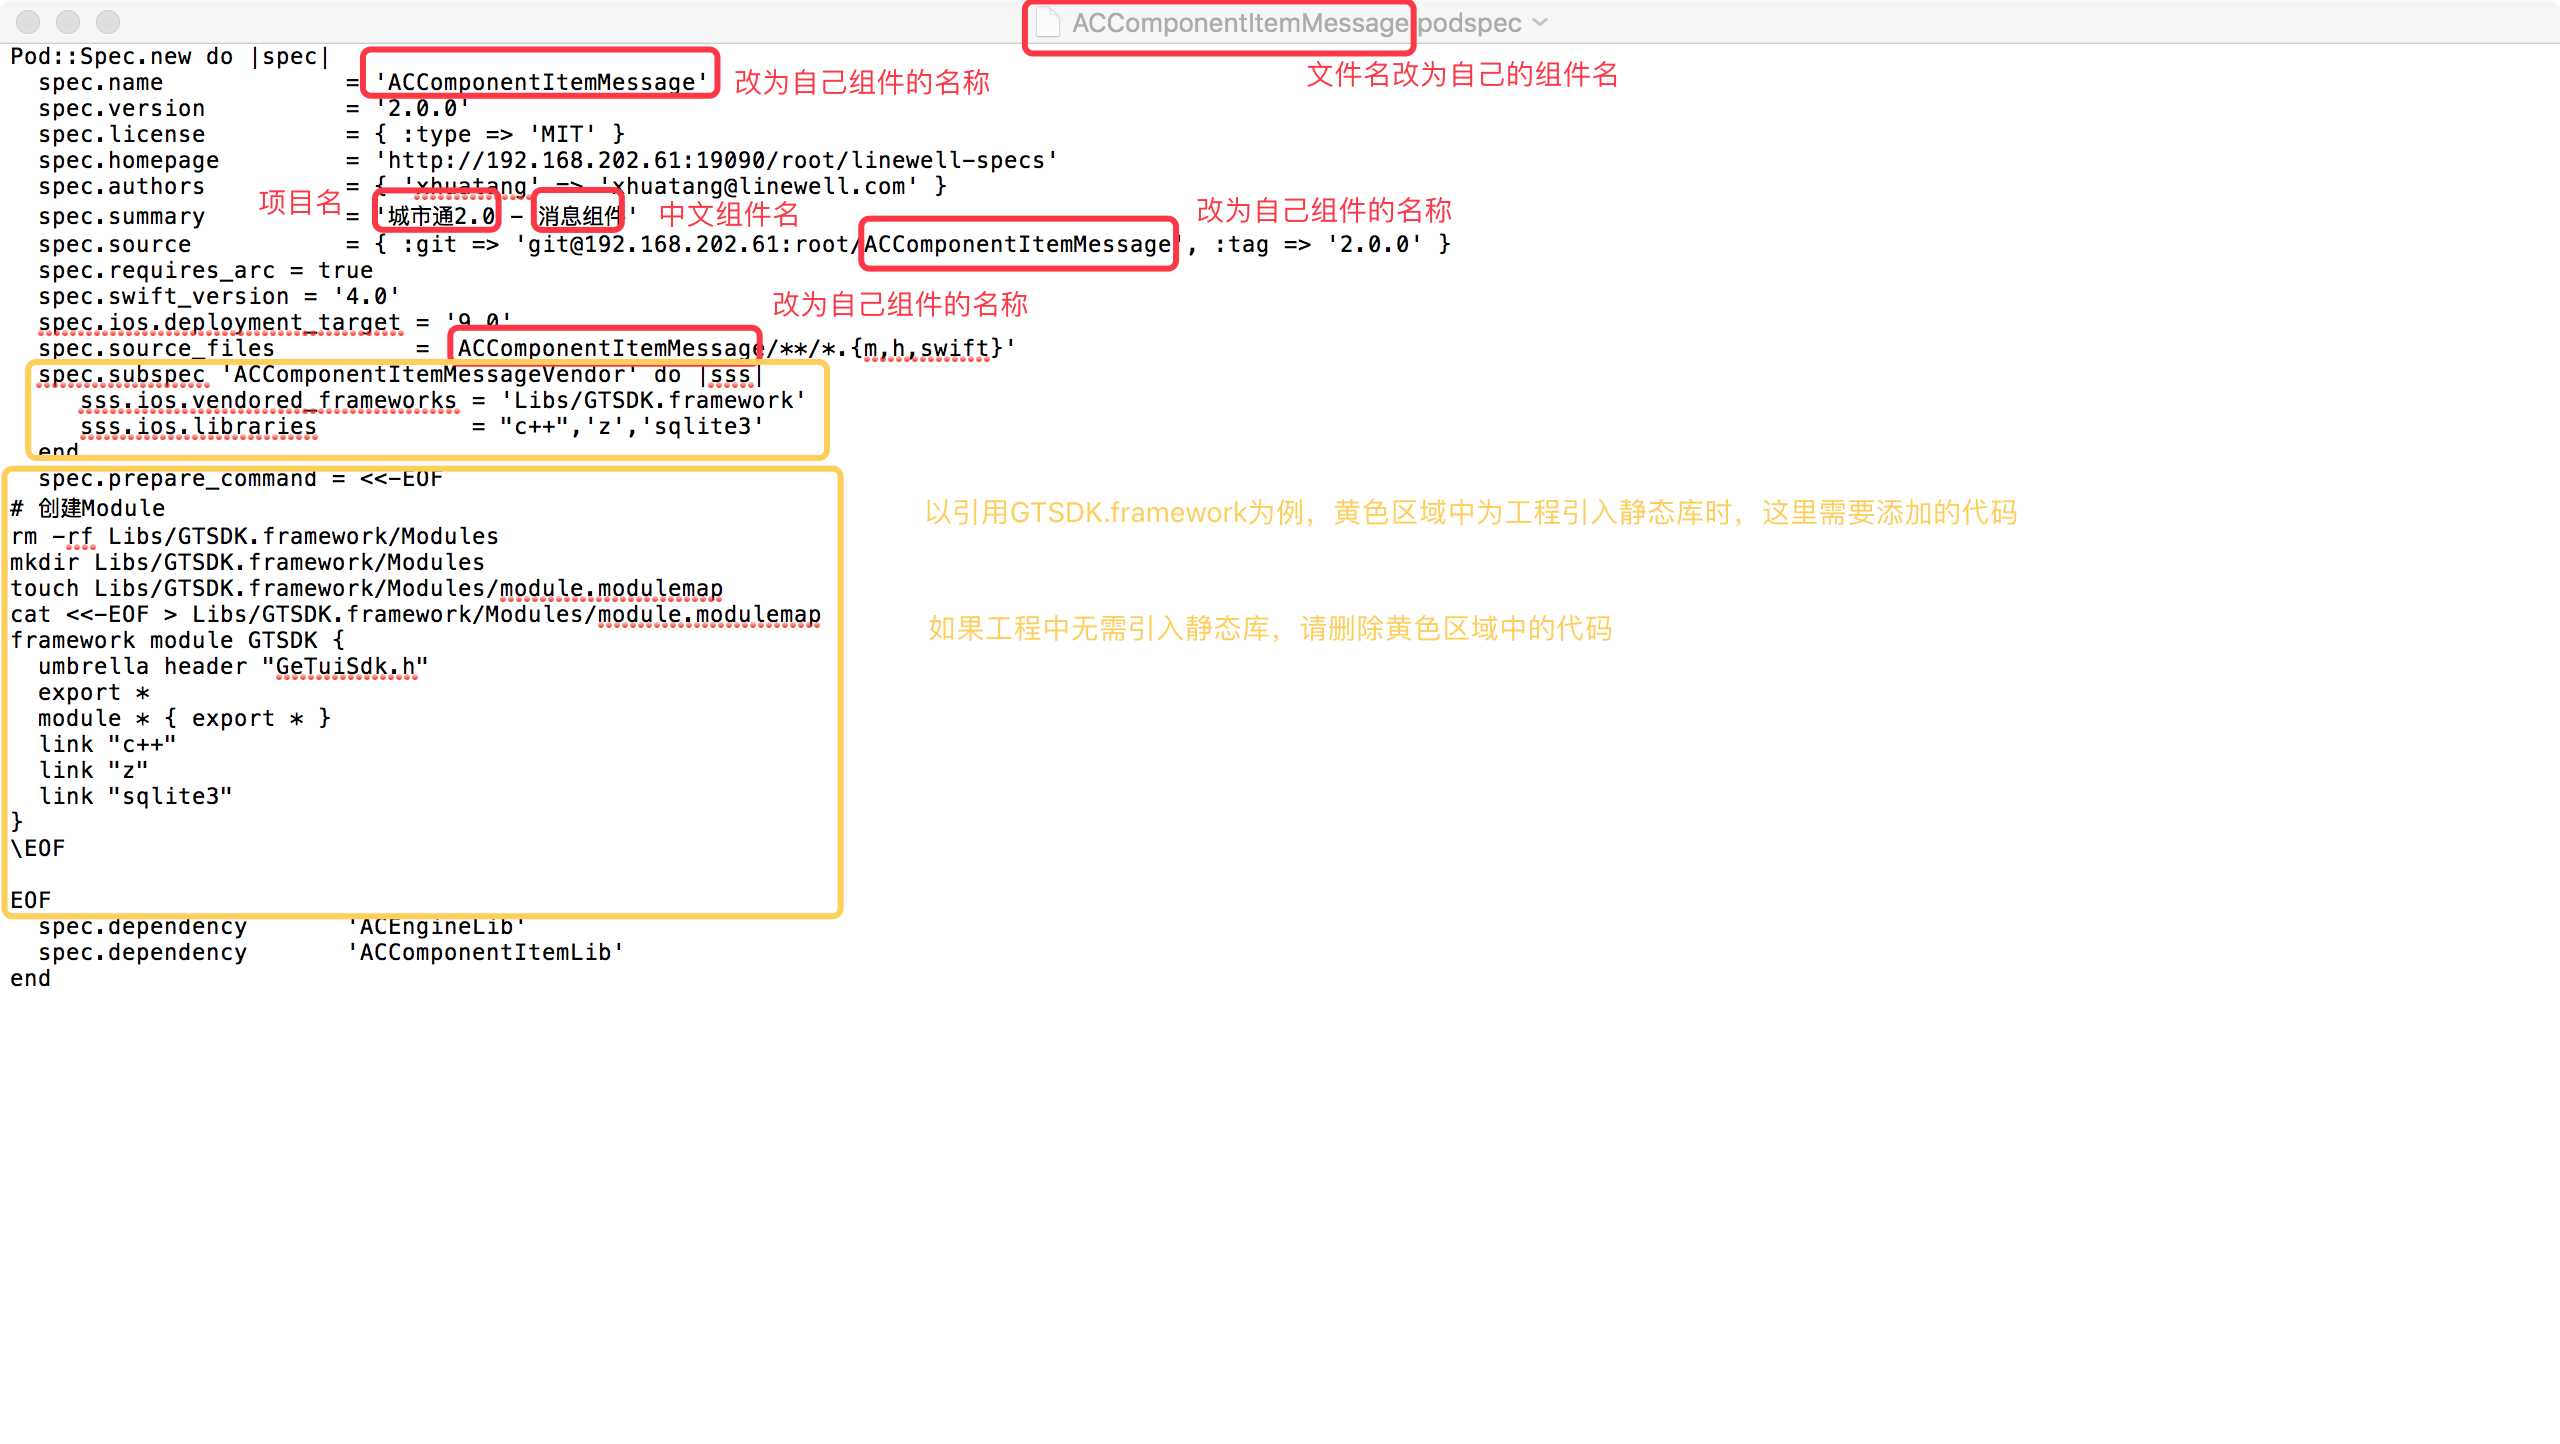 ACComponentItemMessage.podspec
文件名改为自己的组件名
Pod::Spec.new do |spec|
  spec.name             = 'ACComponentItemMessage'
改为自己组件的名称
  spec.version          = '2.0.0'
  spec.license          = { :type => 'MIT' }
  spec.homepage         = 'http://192.168.202.61:19090/root/linewell-specs'
  spec.authors          = { 'xhuatang' => 'xhuatang@linewell.com' }
项目名
  spec.summary          = '城市通2.0 - 消息组件'
中文组件名
改为自己组件的名称
  spec.source           = { :git => 'git@192.168.202.61:root/ACComponentItemMessage', :tag => '2.0.0' }
  spec.requires_arc = true
  spec.swift_version = '4.0'
改为自己组件的名称
  spec.ios.deployment_target = '9.0'
  spec.source_files          = 'ACComponentItemMessage/**/*.{m,h,swift}'
  spec.subspec 'ACComponentItemMessageVendor' do |sss|
     sss.ios.vendored_frameworks = 'Libs/GTSDK.framework'
     sss.ios.libraries           = "c++",'z','sqlite3'
  end
  spec.prepare_command = <<-EOF
# 创建Module
以引用GTSDK.framework为例，黄色区域中为工程引入静态库时，这里需要添加的代码
rm -rf Libs/GTSDK.framework/Modules
mkdir Libs/GTSDK.framework/Modules
touch Libs/GTSDK.framework/Modules/module.modulemap
cat <<-EOF > Libs/GTSDK.framework/Modules/module.modulemap
如果工程中无需引入静态库，请删除黄色区域中的代码
framework module GTSDK {
  umbrella header "GeTuiSdk.h"
  export *
  module * { export * }
  link "c++"
  link "z"
  link "sqlite3"
}
\EOF
EOF
  spec.dependency       'ACEngineLib'
  spec.dependency       'ACComponentItemLib'
end